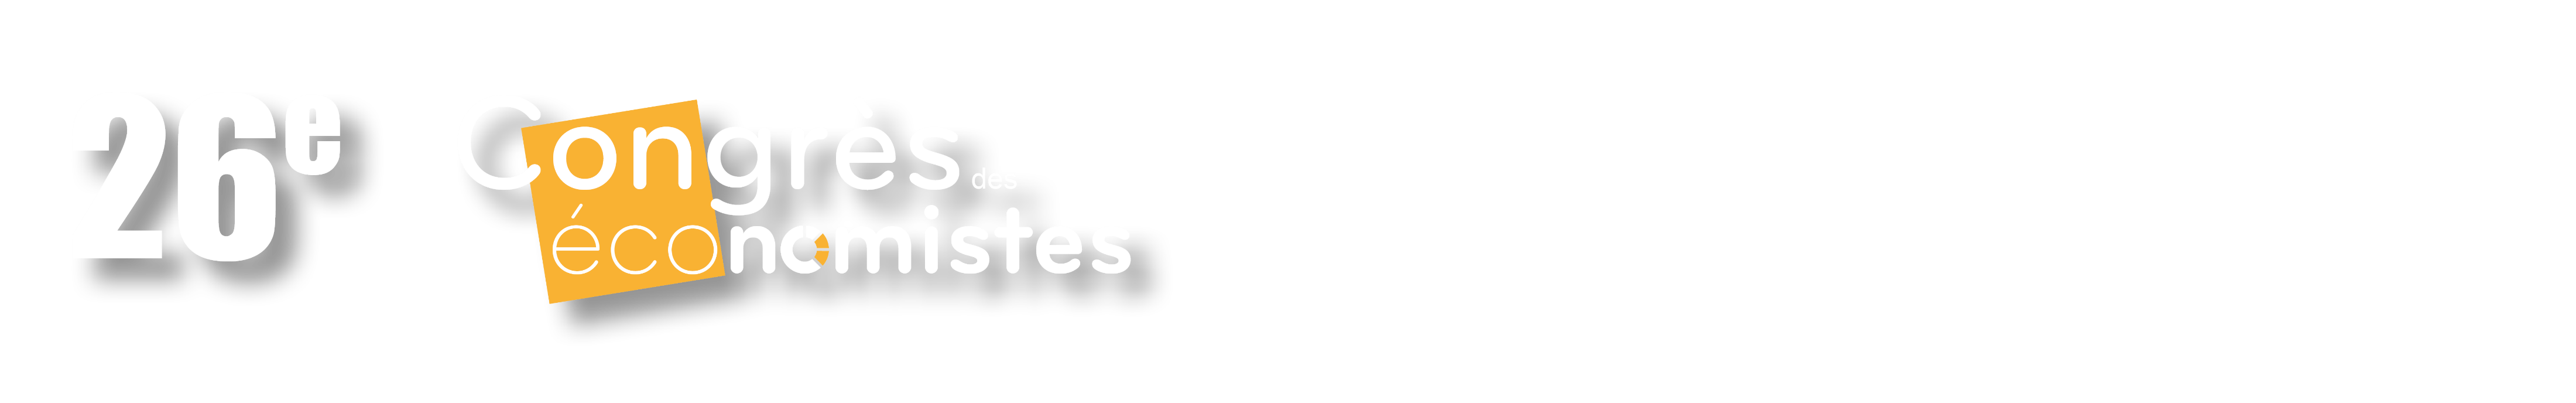 26e Congrès des
économistes